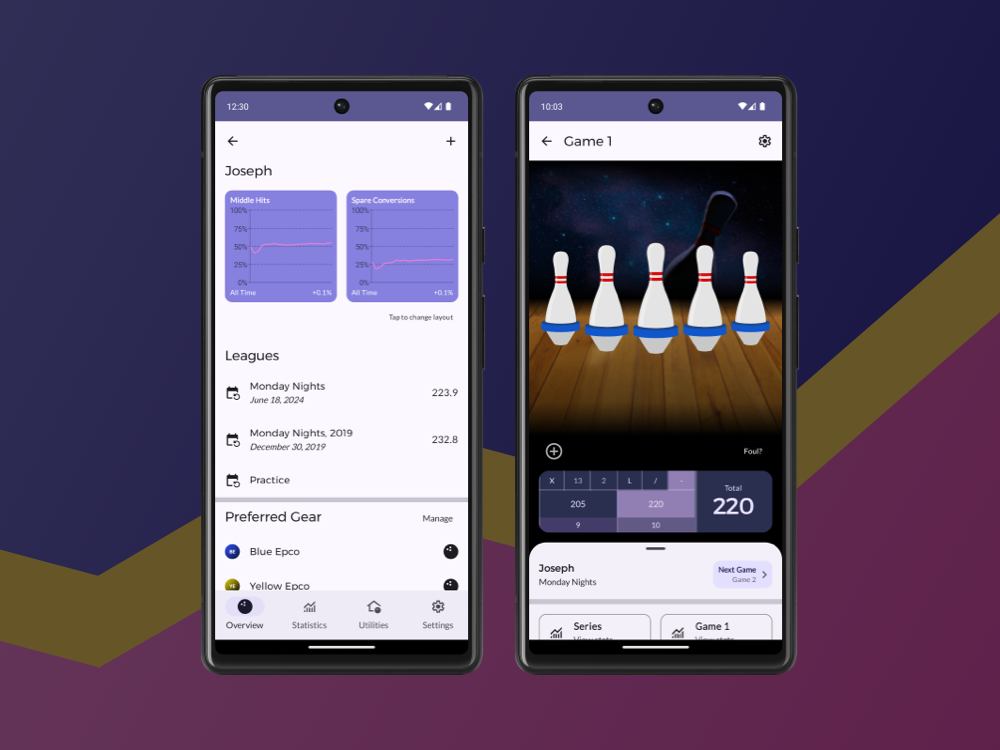 12:30
Joseph
Middle Hits
100%
75%
50%
25%
0%
All Time +0.1%
Spare Conversions
100%
75%
50%
25%
0%
All Time +0.1%
Tap to change layout
Leagues
Monday Nights
June 18, 2024
223.9
Monday Nights, 2019
December 30, 2019
232.8
Practice
Preferred Gear Manage
BE Blue Epco
YE Yellow Epco
Overview Statistics Utilities Settings
10:03
Game 1
Foul?
X 13 2 L / -
205 220
9 10
Total
220
Joseph
Monday Nights
Next Game
Game 2
Series
View stats
Game 1
View stats